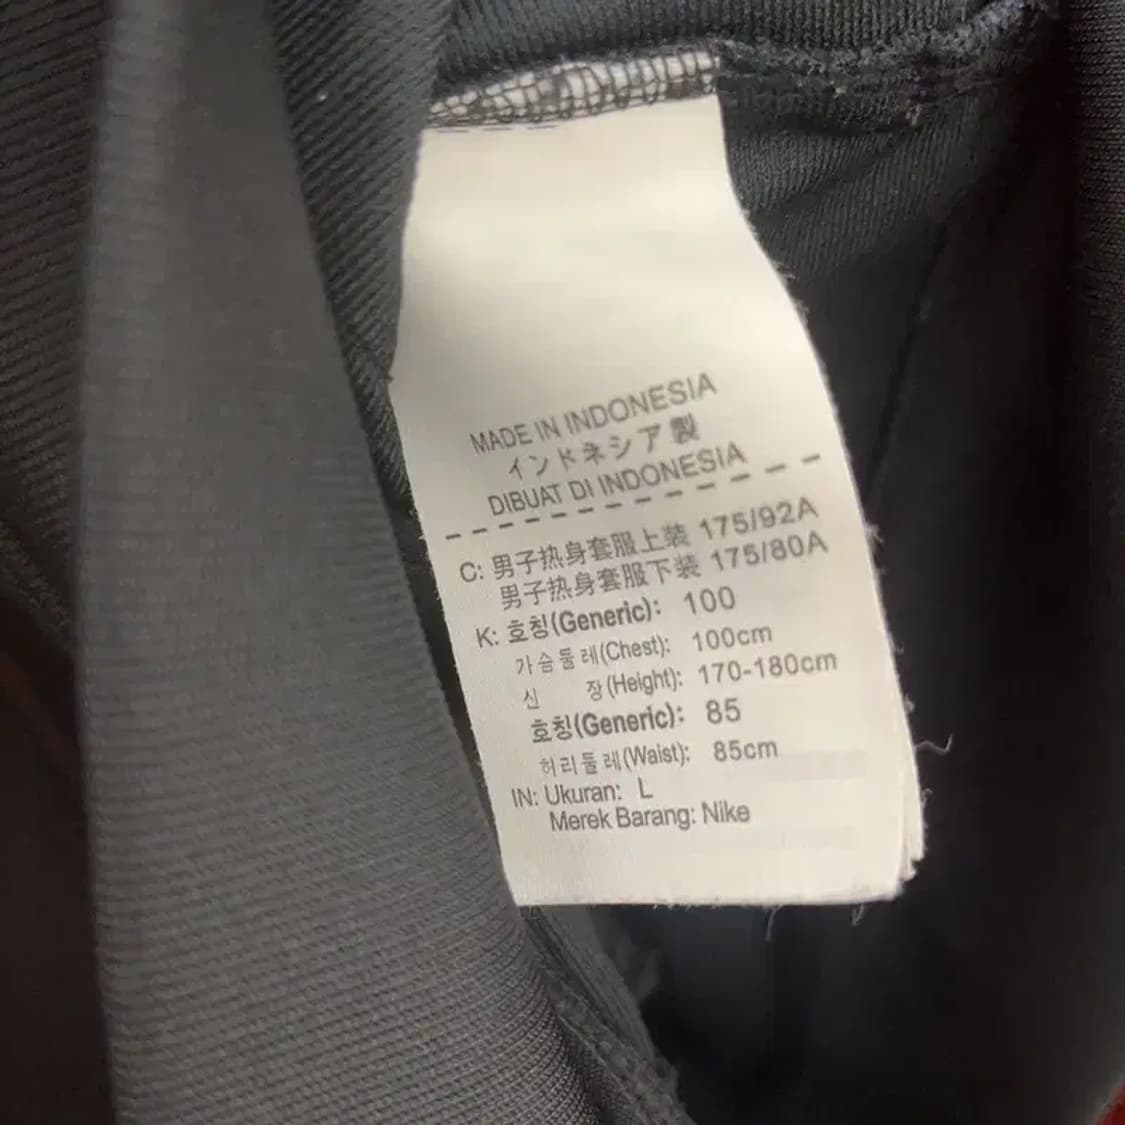 MADE IN INDONESIA
インドネシア製
DIBUAT DI INDONESIA
C: 男子热身套服上装 175/92A
男子热身套服下装 175/80A
K: 호칭(Generic): 100
가슴둘레(Chest): 100cm
신 장(Height): 170-180cm
호칭(Generic): 85
허리둘레(Waist): 85cm
IN: Ukuran: L
Merek Barang: Nike